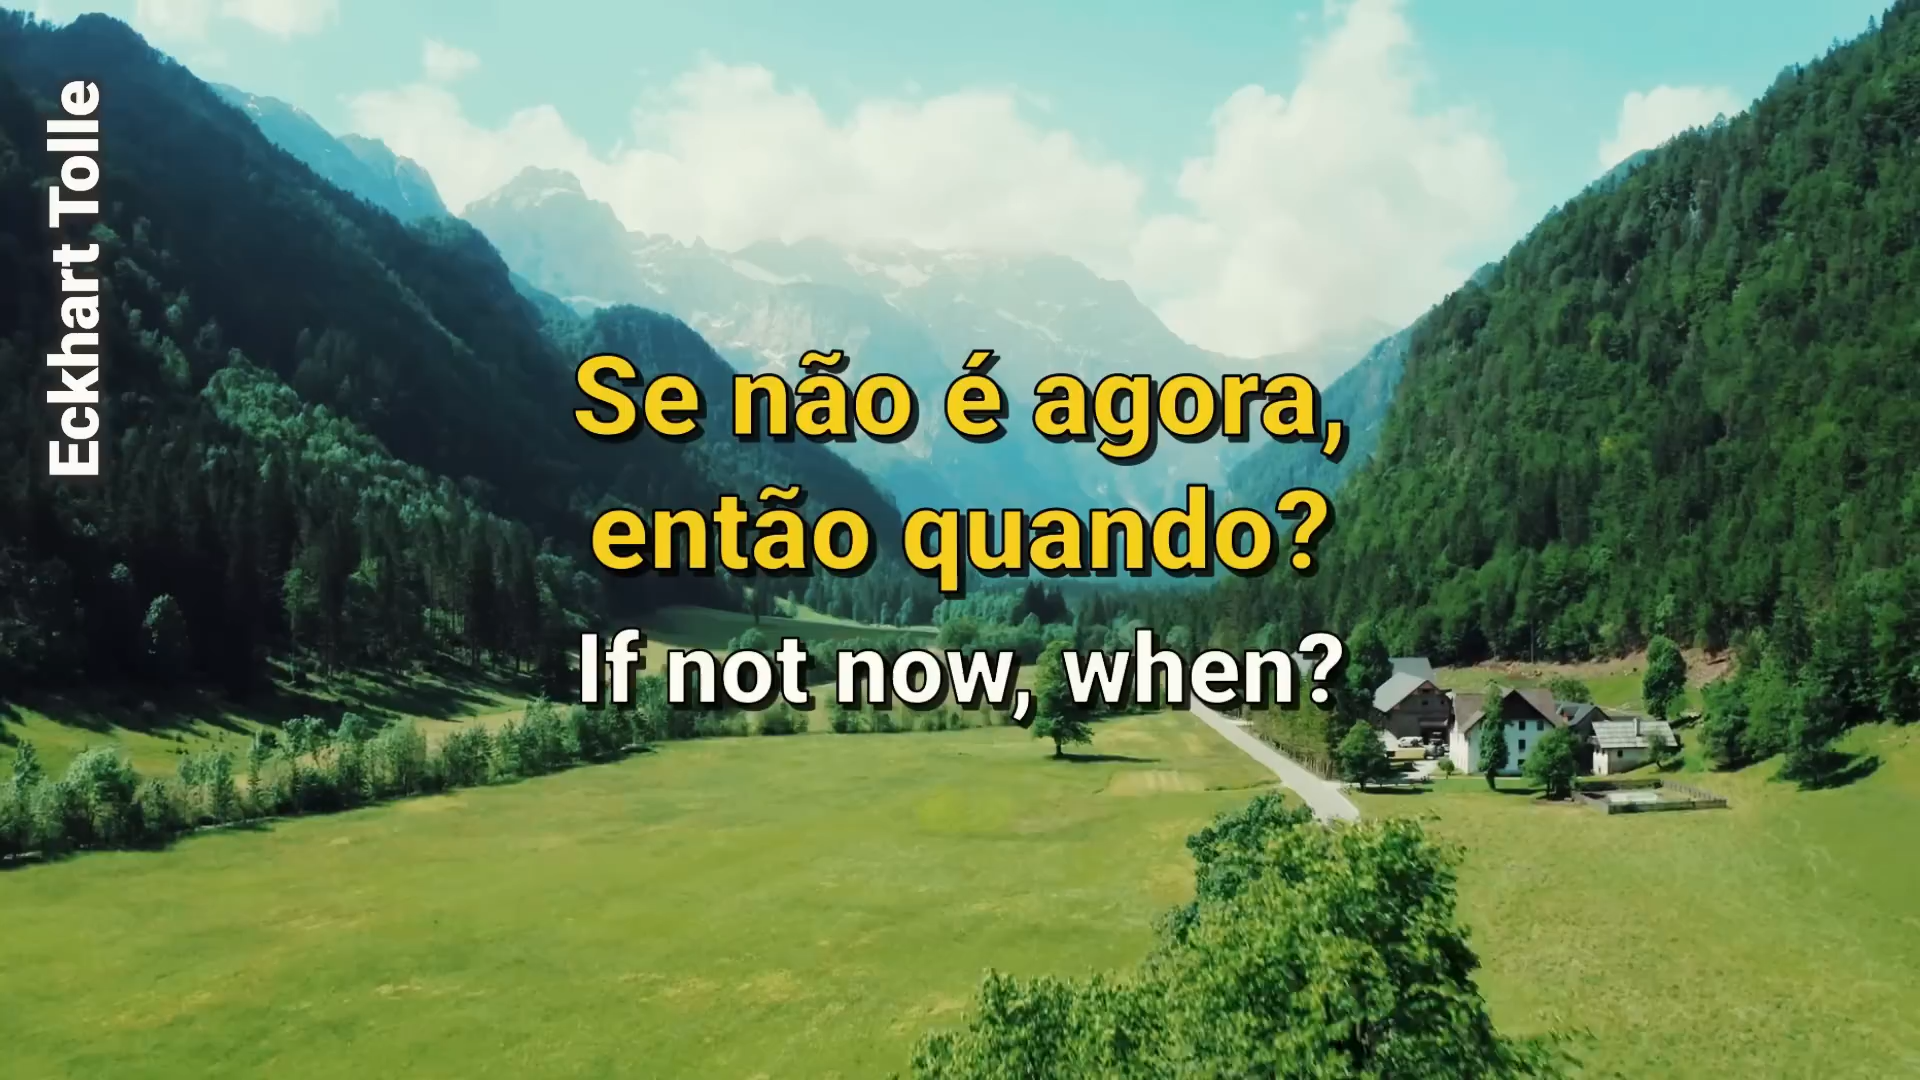 Eckhart Tolle
Se não é agora,
então quando?
If not now, when?